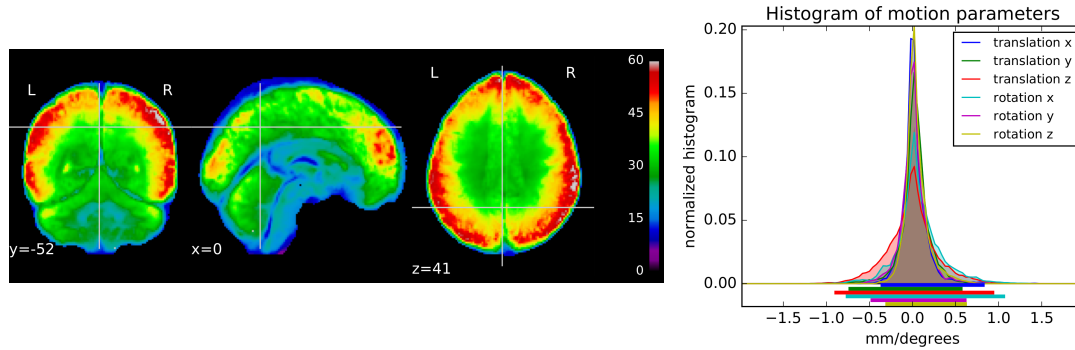 L
R
y=-52
x=0
L
R
z=41
60
45
30
15
0
Histogram of motion parameters
normalized histogram
0.20
0.15
0.10
0.05
0.00
translation x
translation y
translation z
rotation x
rotation y
rotation z
−1.5 −1.0 −0.5 0.0 0.5 1.0 1.5
mm/degrees